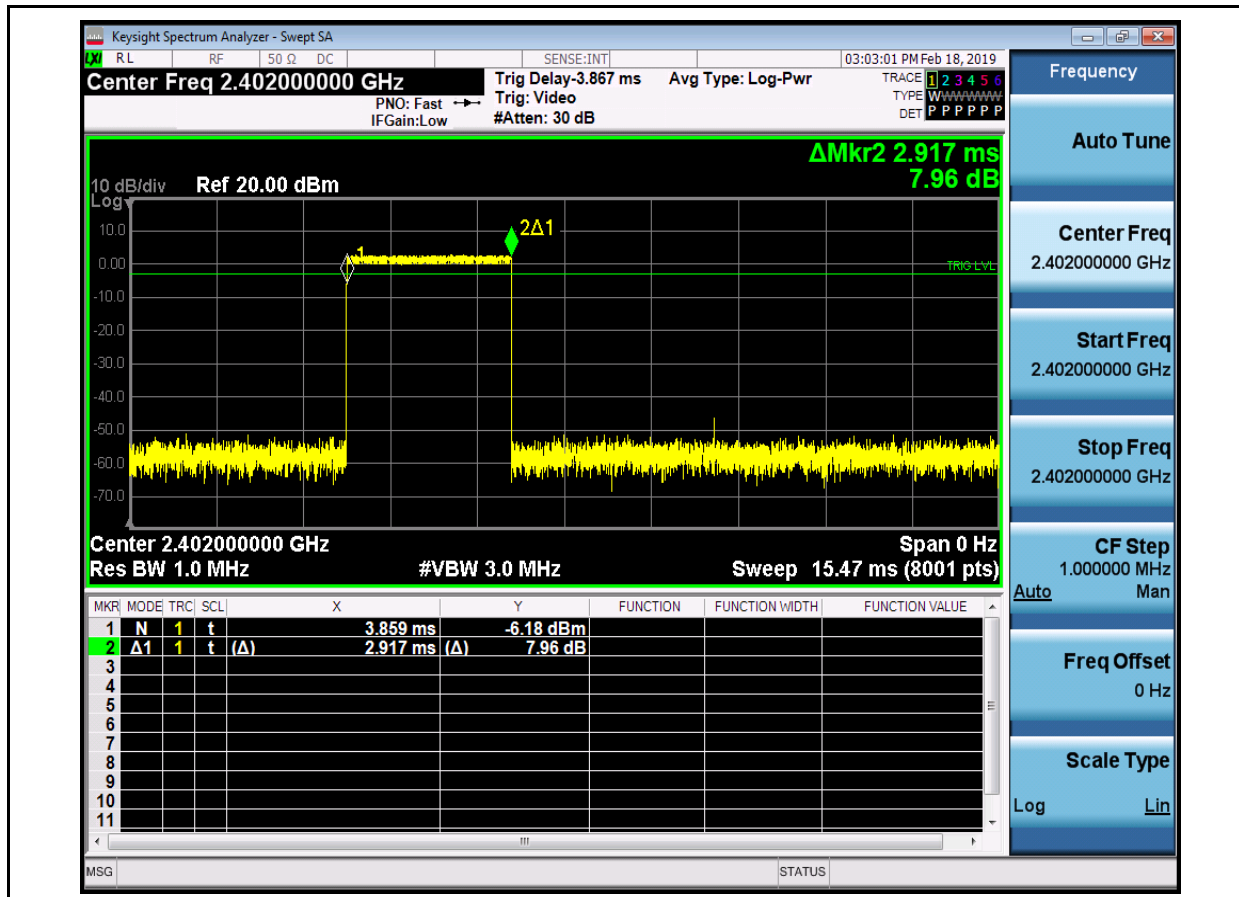 Keysight Spectrum Analyzer - Swept SA
LXI RL RF 50 Ω DC SENSE:INT 03:03:01 PM Feb 18, 2019
Center Freq 2.402000000 GHz Trig Delay-3.867 ms Avg Type: Log-Pwr TRACE 1 2 3 4 5 6
PNO: Fast Trig: Video TYPE WWWWWW
IFGain:Low #Atten: 30 dB DET P P P P P P
ΔMkr2 2.917 ms
7.96 dB
10 dB/div Ref 20.00 dBm
Log
10.0
0.00
-10.0
-20.0
-30.0
-40.0
-50.0
-60.0
-70.0
1
2Δ1
TRIG LVL
Center 2.402000000 GHz Span 0 Hz
Res BW 1.0 MHz #VBW 3.0 MHz Sweep 15.47 ms (8001 pts)
MKR MODE TRC SCL X Y FUNCTION FUNCTION WIDTH FUNCTION VALUE
1 N 1 t 3.859 ms -6.18 dBm
2 Δ1 1 t (Δ) 2.917 ms (Δ) 7.96 dB
3
4
5
6
7
8
9
10
11
MSG STATUS
Frequency
Auto Tune
Center Freq
2.402000000 GHz
Start Freq
2.402000000 GHz
Stop Freq
2.402000000 GHz
CF Step
1.000000 MHz
Auto Man
Freq Offset
0 Hz
Scale Type
Log Lin